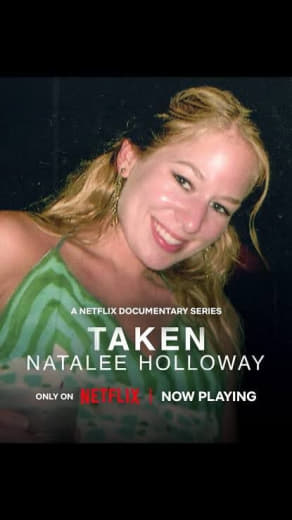 A NETFLIX DOCUMENTARY SERIES
TAKEN
NATALEE HOLLOWAY
ONLY ON NETFLIX | NOW PLAYING